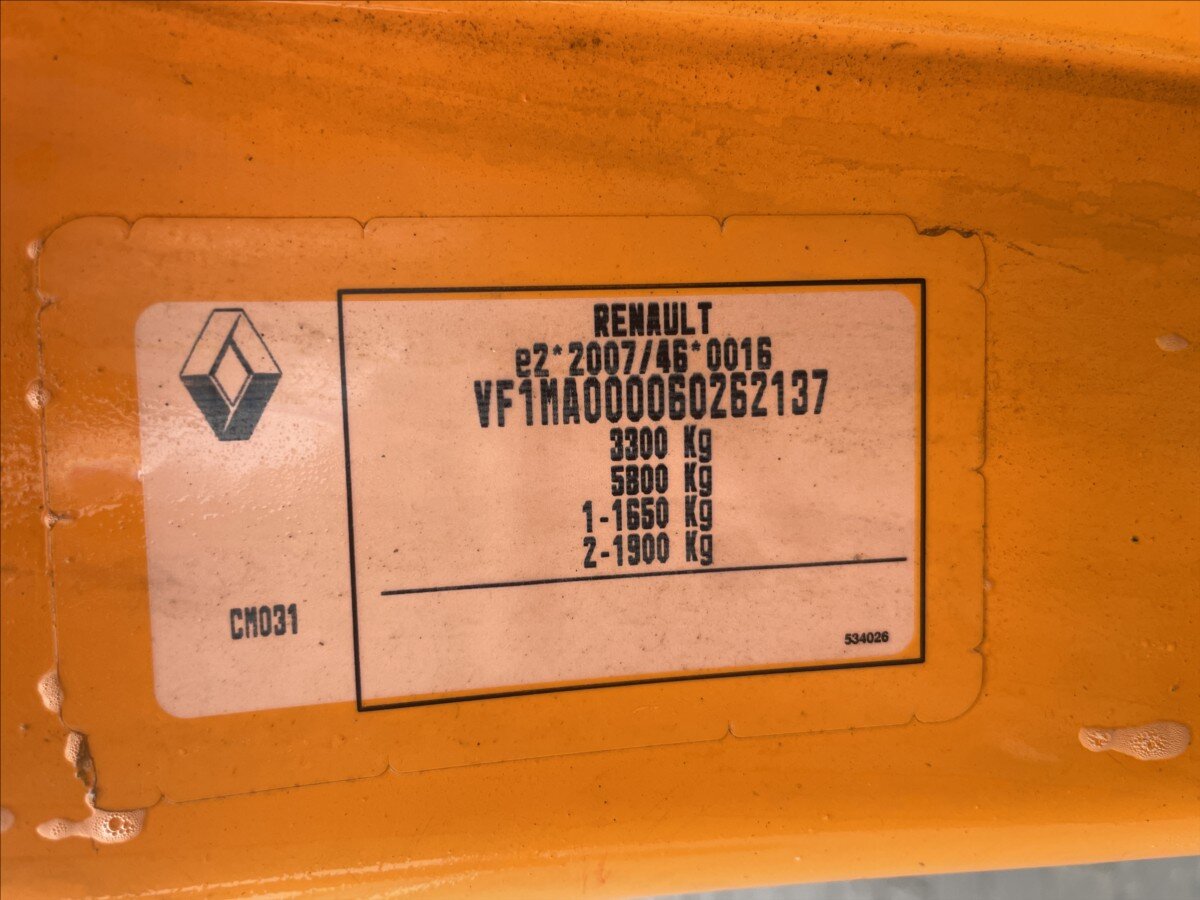 RENAULT
e2*2007/46*0016
VF1MA000060262137
3300 Kg
5800 Kg
1-1650 Kg
2-1900 Kg
CM031
534026